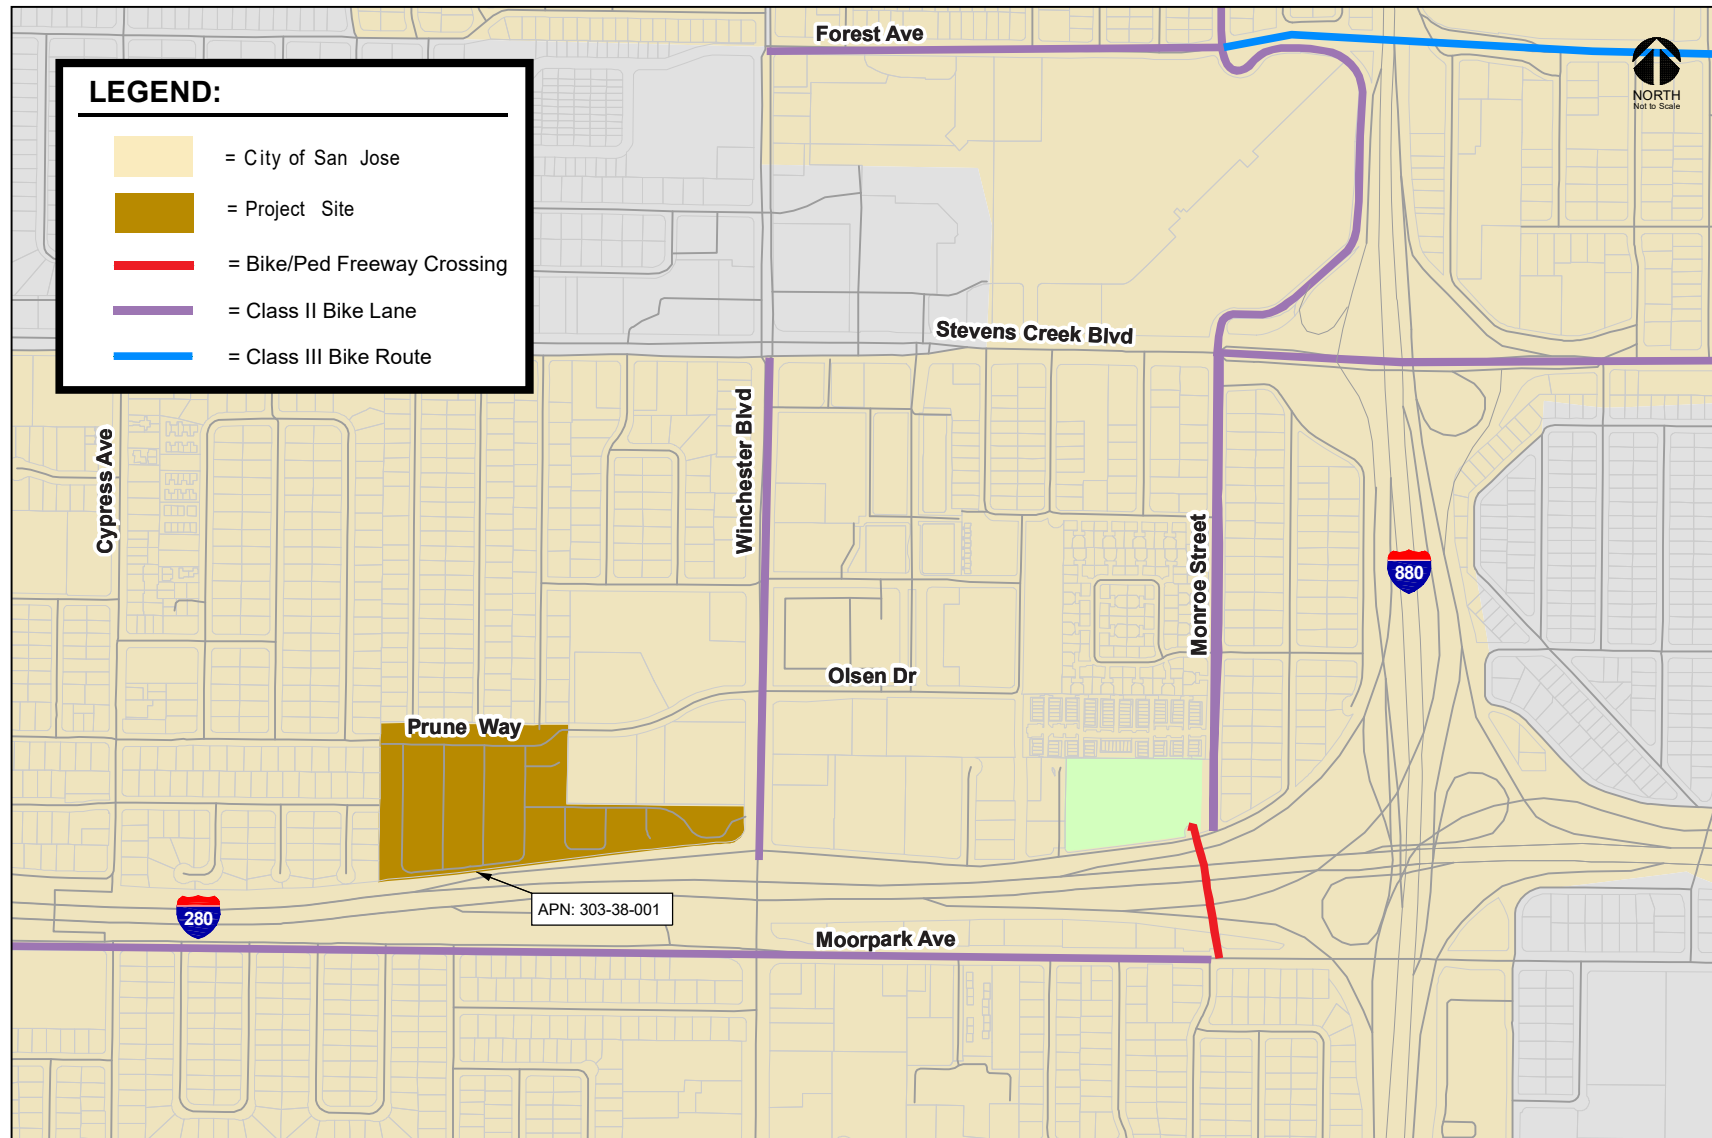 Forest Ave
NORTH
Not to Scale
LEGEND:
= City of San Jose
= Project Site
= Bike/Ped Freeway Crossing
= Class II Bike Lane
= Class III Bike Route
Stevens Creek Blvd
Cypress Ave
Winchester Blvd
Monroe Street
880
Olsen Dr
Prune Way
APN: 303-38-001
280
Moorpark Ave